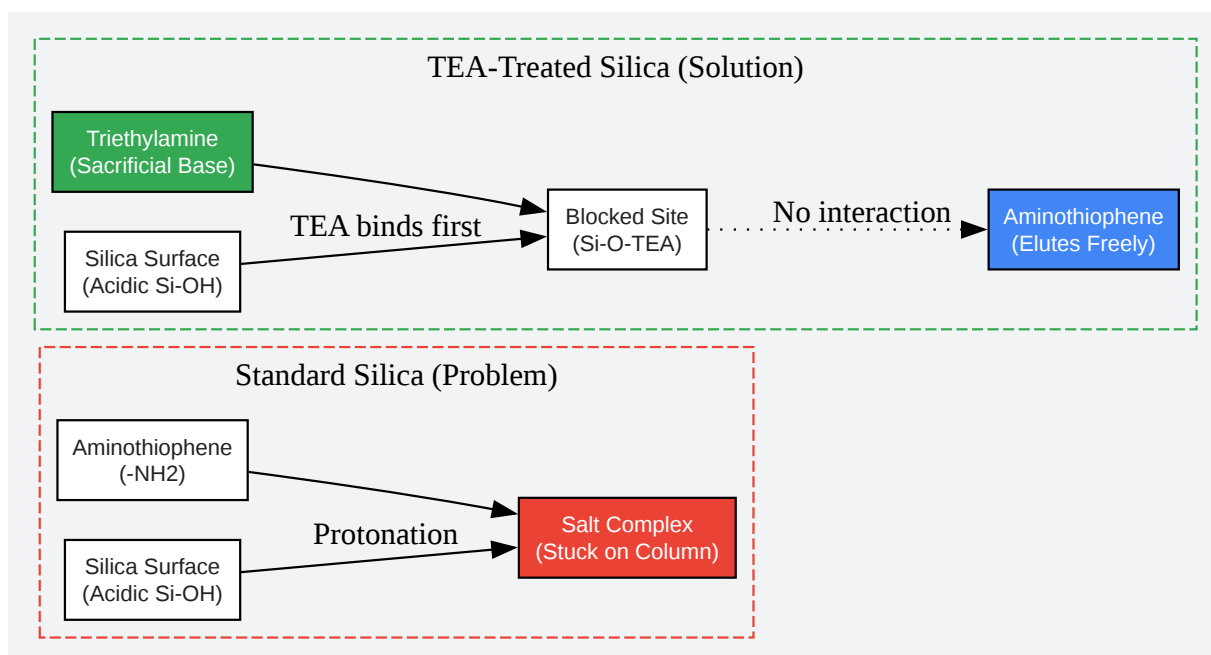 TEA-Treated Silica (Solution)
Triethylamine
(Sacrificial Base)
TEA binds first
Silica Surface
(Acidic Si-OH)
Blocked Site
(Si-O-TEA)
No interaction
Aminothiophene
(Elutes Freely)
Standard Silica (Problem)
Aminothiophene
(-NH2)
Protonation
Silica Surface
(Acidic Si-OH)
Salt Complex
(Stuck on Column)